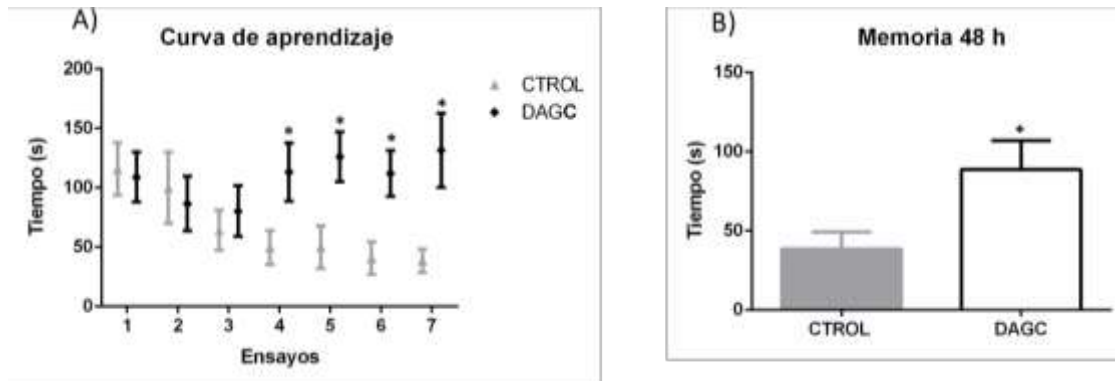 A)
Curva de aprendizaje
200
150
100
50
0
Tiempo (s)
1 2 3 4 5 6 7
Ensayos
CTROL
DAGC
* * * *
B)
Memoria 48 h
150
100
50
0
Tiempo (s)
*
CTROL DAGC